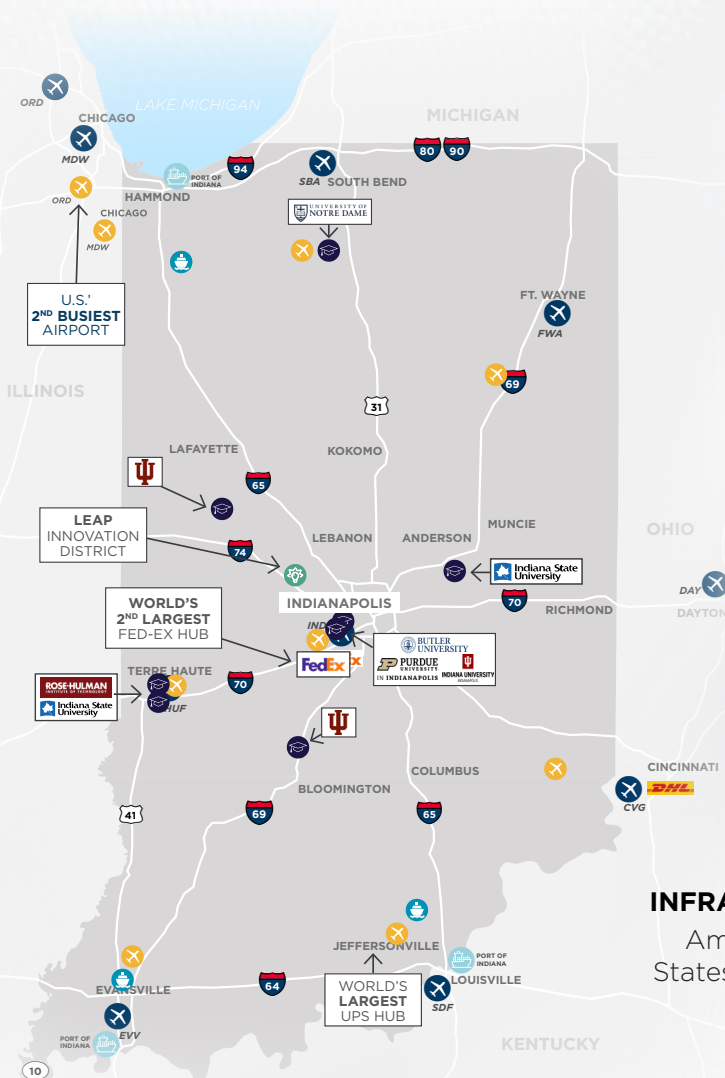 ORD
CHICAGO
MDW
LAKE MICHIGAN
MICHIGAN
80
90
94
SBA
SOUTH BEND
PORT OF
INDIANA
ORD
HAMMOND
CHICAGO
MDW
UNIVERSITY OF
NOTRE DAME
U.S.'
2ND BUSIEST
AIRPORT
FT. WAYNE
FWA
69
ILLINOIS
31
LAFAYETTE
KOKOMO
65
LEAP
INNOVATION
DISTRICT
74
LEBANON
ANDERSON
MUNCIE
OHIO
Indiana State
University
DAY
DAYTON
WORLD'S
2ND LARGEST
FED-EX HUB
INDIANAPOLIS
70
RICHMOND
IND
FedEx
x
BUTLER
UNIVERSITY
PURDUE
UNIVERSITY
IN INDIANAPOLIS
INDIANA UNIVERSITY
INDIANAPOLIS
TERRE HAUTE
70
ROSE-HULMAN
INSTITUTE OF TECHNOLOGY
Indiana State
University
HUF
BLOOMINGTON
COLUMBUS
CINCINNATI
DHL
CVG
41
69
65
INFRA
Am
States
JEFFERSONVILLE
PORT OF
INDIANA
LOUISVILLE
SDF
WORLD'S
LARGEST
UPS HUB
64
EVANSVILLE
EVV
PORT OF
INDIANA
KENTUCKY
10